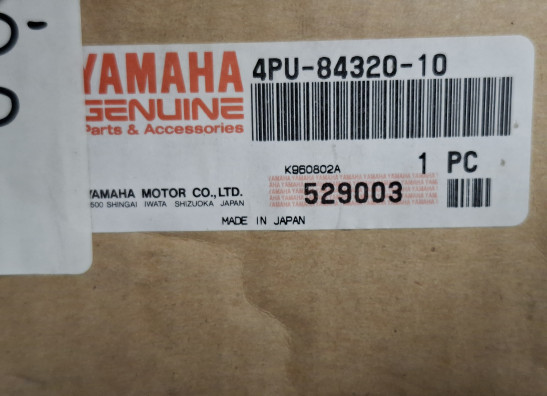 YAMAHA
GENUINE
Parts & Accessories
4PU-84320-10
K960802A
1 PC
YAMAHA MOTOR CO., LTD.
2500 SHINGAI IWATA SHIZUOKA JAPAN
529003
MADE IN JAPAN